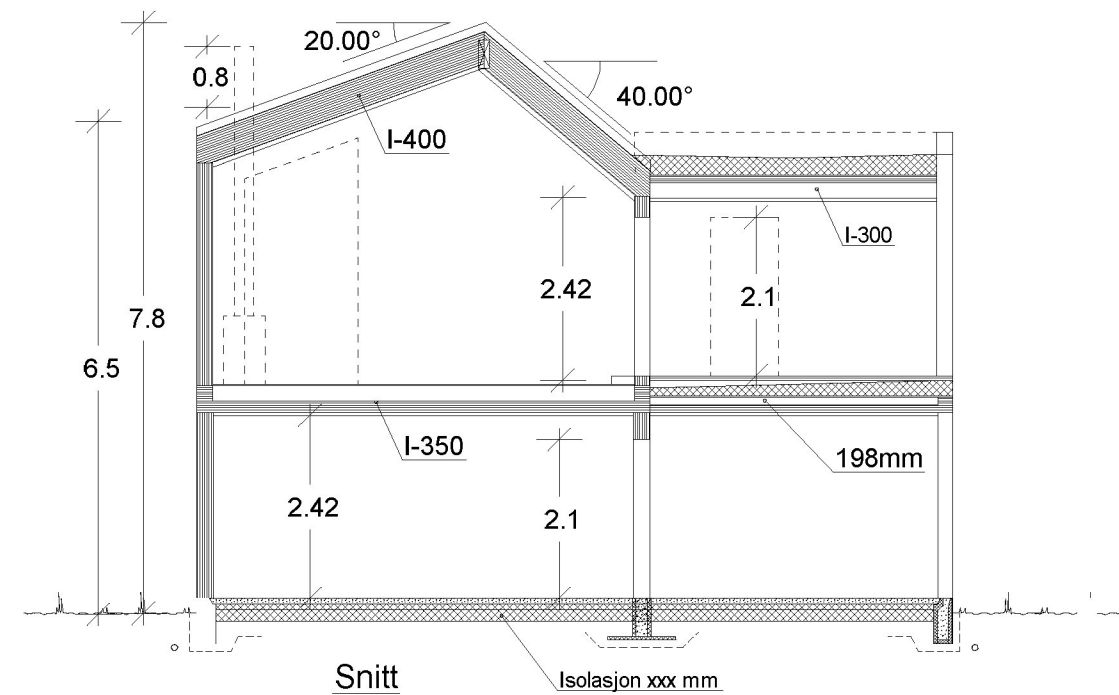 20.00°
0.8
40.00°
I-400
I-300
2.42
2.1
7.8
6.5
I-350
198mm
2.42
2.1
Snitt
Isolasjon xxx mm